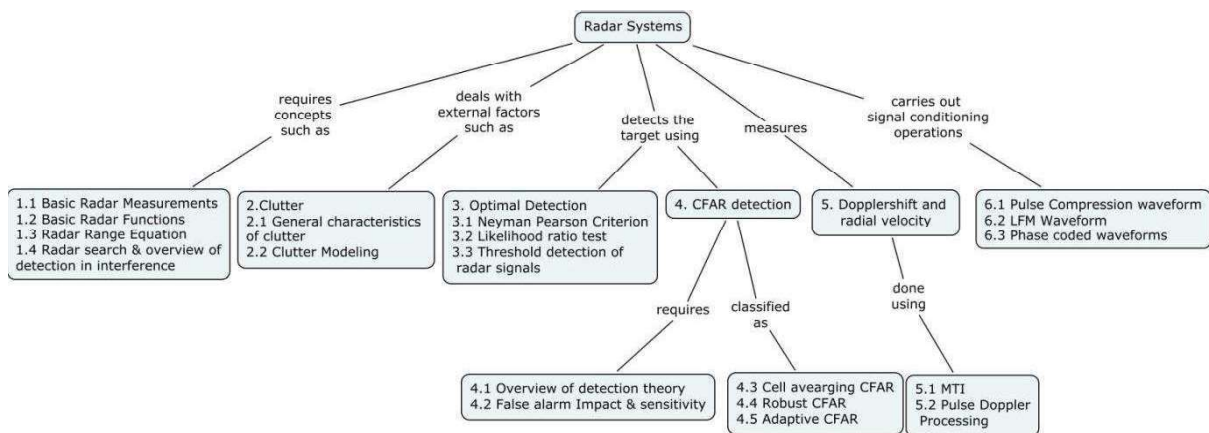 Radar Systems
requires
concepts
such as
deals with
external factors
such as
detects the
target using
measures
carries out
signal conditioning
operations
1.1 Basic Radar Measurements
1.2 Basic Radar Functions
1.3 Radar Range Equation
1.4 Radar search & overview of
detection in interference
2.Clutter
2.1 General characteristics
of clutter
2.2 Clutter Modeling
3. Optimal Detection
3.1 Neyman Pearson Criterion
3.2 Likelihood ratio test
3.3 Threshold detection of
radar signals
4. CFAR detection
5. Dopplershift and
radial velocity
6.1 Pulse Compression waveform
6.2 LFM Waveform
6.3 Phase coded waveforms
requires
classified
as
done
using
4.1 Overview of detection theory
4.2 False alarm Impact & sensitivity
4.3 Cell avearging CFAR
4.4 Robust CFAR
4.5 Adaptive CFAR
5.1 MTI
5.2 Pulse Doppler
Processing